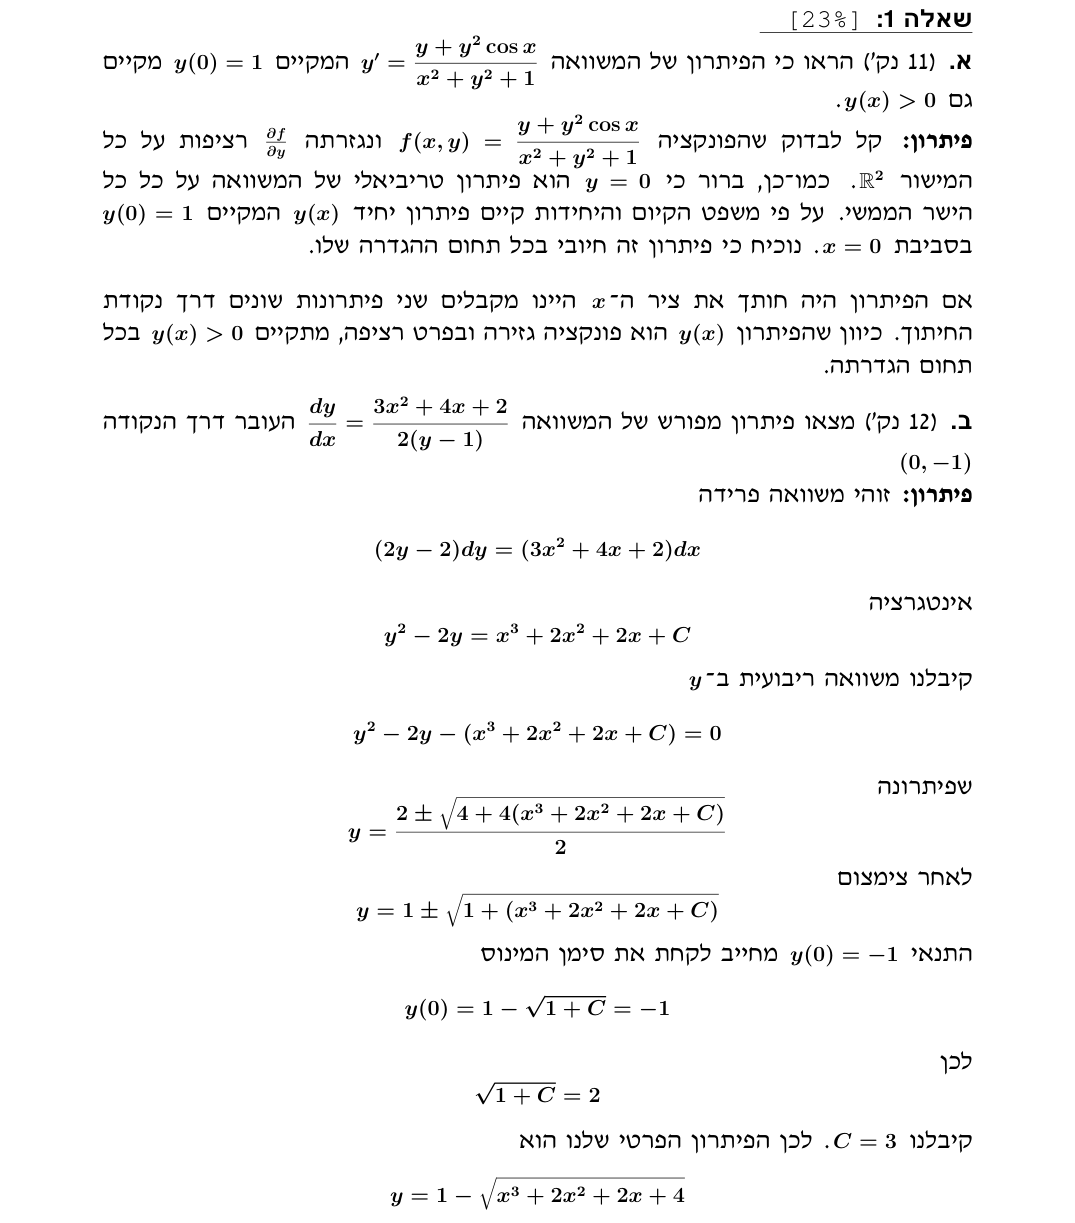 שאלה 1: [23%]
א. (11 נק') הראו כי הפיתרון של המשוואה $y' = \frac{y + y^2 \cos x}{x^2 + y^2 + 1}$ המקיים $y(0) = 1$ מקיים
גם $y(x) > 0$.
פיתרון: קל לבדוק שהפונקציה $f(x, y) = \frac{y + y^2 \cos x}{x^2 + y^2 + 1}$ ונגזרתה $\frac{\partial f}{\partial y}$ רציפות על כל
המישור $\mathbb{R}^2$. כמו־כן, ברור כי $y = 0$ הוא פיתרון טריביאלי של המשוואה על כל כל
הישר הממשי. על פי משפט הקיום והיחידות קיים פיתרון יחיד $y(x)$ המקיים $y(0) = 1$
בסביבת $x = 0$. נוכיח כי פיתרון זה חיובי בכל תחום ההגדרה שלו.
אם הפיתרון היה חותך את ציר ה־$x$ היינו מקבלים שני פיתרונות שונים דרך נקודת
החיתוך. כיוון שהפיתרון $y(x)$ הוא פונקציה גזירה ובפרט רציפה, מתקיים $y(x) > 0$ בכל
תחום הגדרתה.
ב. (12 נק') מצאו פיתרון מפורש של המשוואה $\frac{dy}{dx} = \frac{3x^2 + 4x + 2}{2(y - 1)}$ העובר דרך הנקודה
$(0, -1)$
פיתרון: זוהי משוואה פרידה
$(2y - 2)dy = (3x^2 + 4x + 2)dx$
אינטגרציה
$y^2 - 2y = x^3 + 2x^2 + 2x + C$
קיבלנו משוואה ריבועית ב־$y$
$y^2 - 2y - (x^3 + 2x^2 + 2x + C) = 0$
שפיתרונה
$y = \frac{2 \pm \sqrt{4 + 4(x^3 + 2x^2 + 2x + C)}}{2}$
לאחר צימצום
$y = 1 \pm \sqrt{1 + (x^3 + 2x^2 + 2x + C)}$
התנאי $y(0) = -1$ מחייב לקחת את סימן המינוס
$y(0) = 1 - \sqrt{1 + C} = -1$
לכן
$\sqrt{1 + C} = 2$
קיבלנו $C = 3$. לכן הפיתרון הפרטי שלנו הוא
$y = 1 - \sqrt{x^3 + 2x^2 + 2x + 4}$